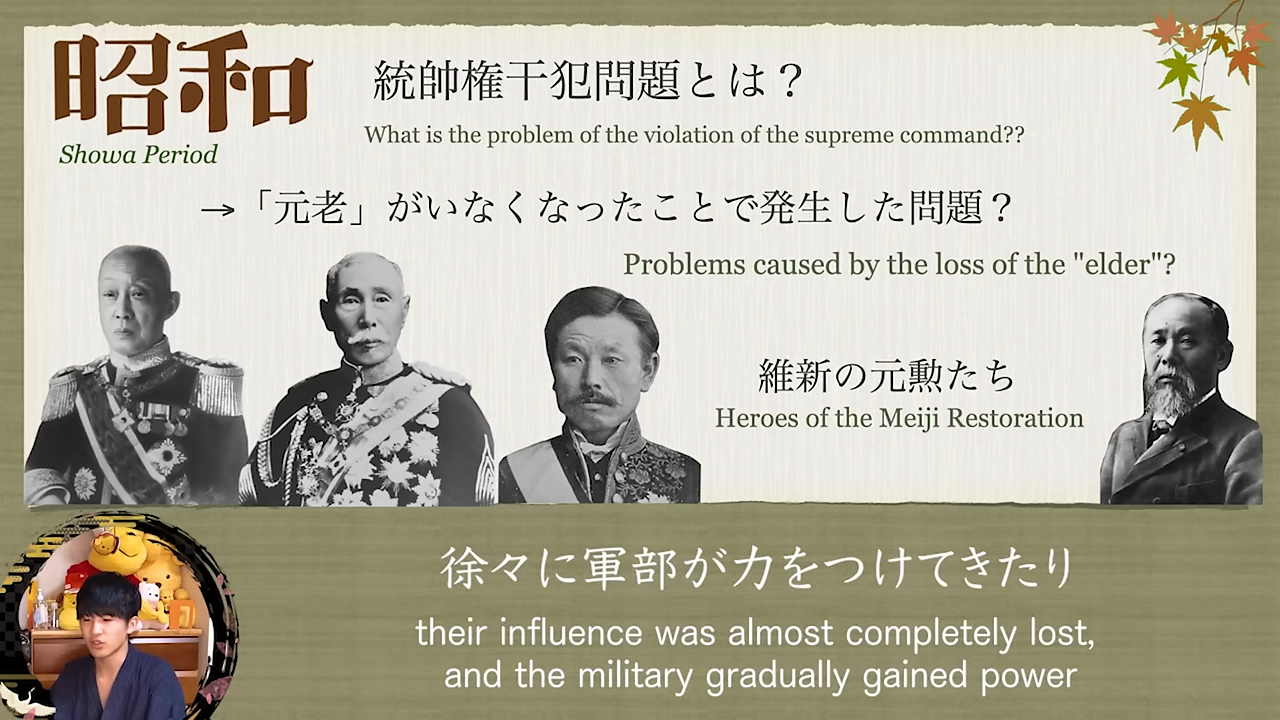 昭和
Showa Period
統帥権干犯問題とは？
What is the problem of the violation of the supreme command??
→「元老」がいなくなったことで発生した問題？
Problems caused by the loss of the "elder"?
維新の元勲たち
Heroes of the Meiji Restoration
徐々に軍部が力をつけてきたり
their influence was almost completely lost,
and the military gradually gained power